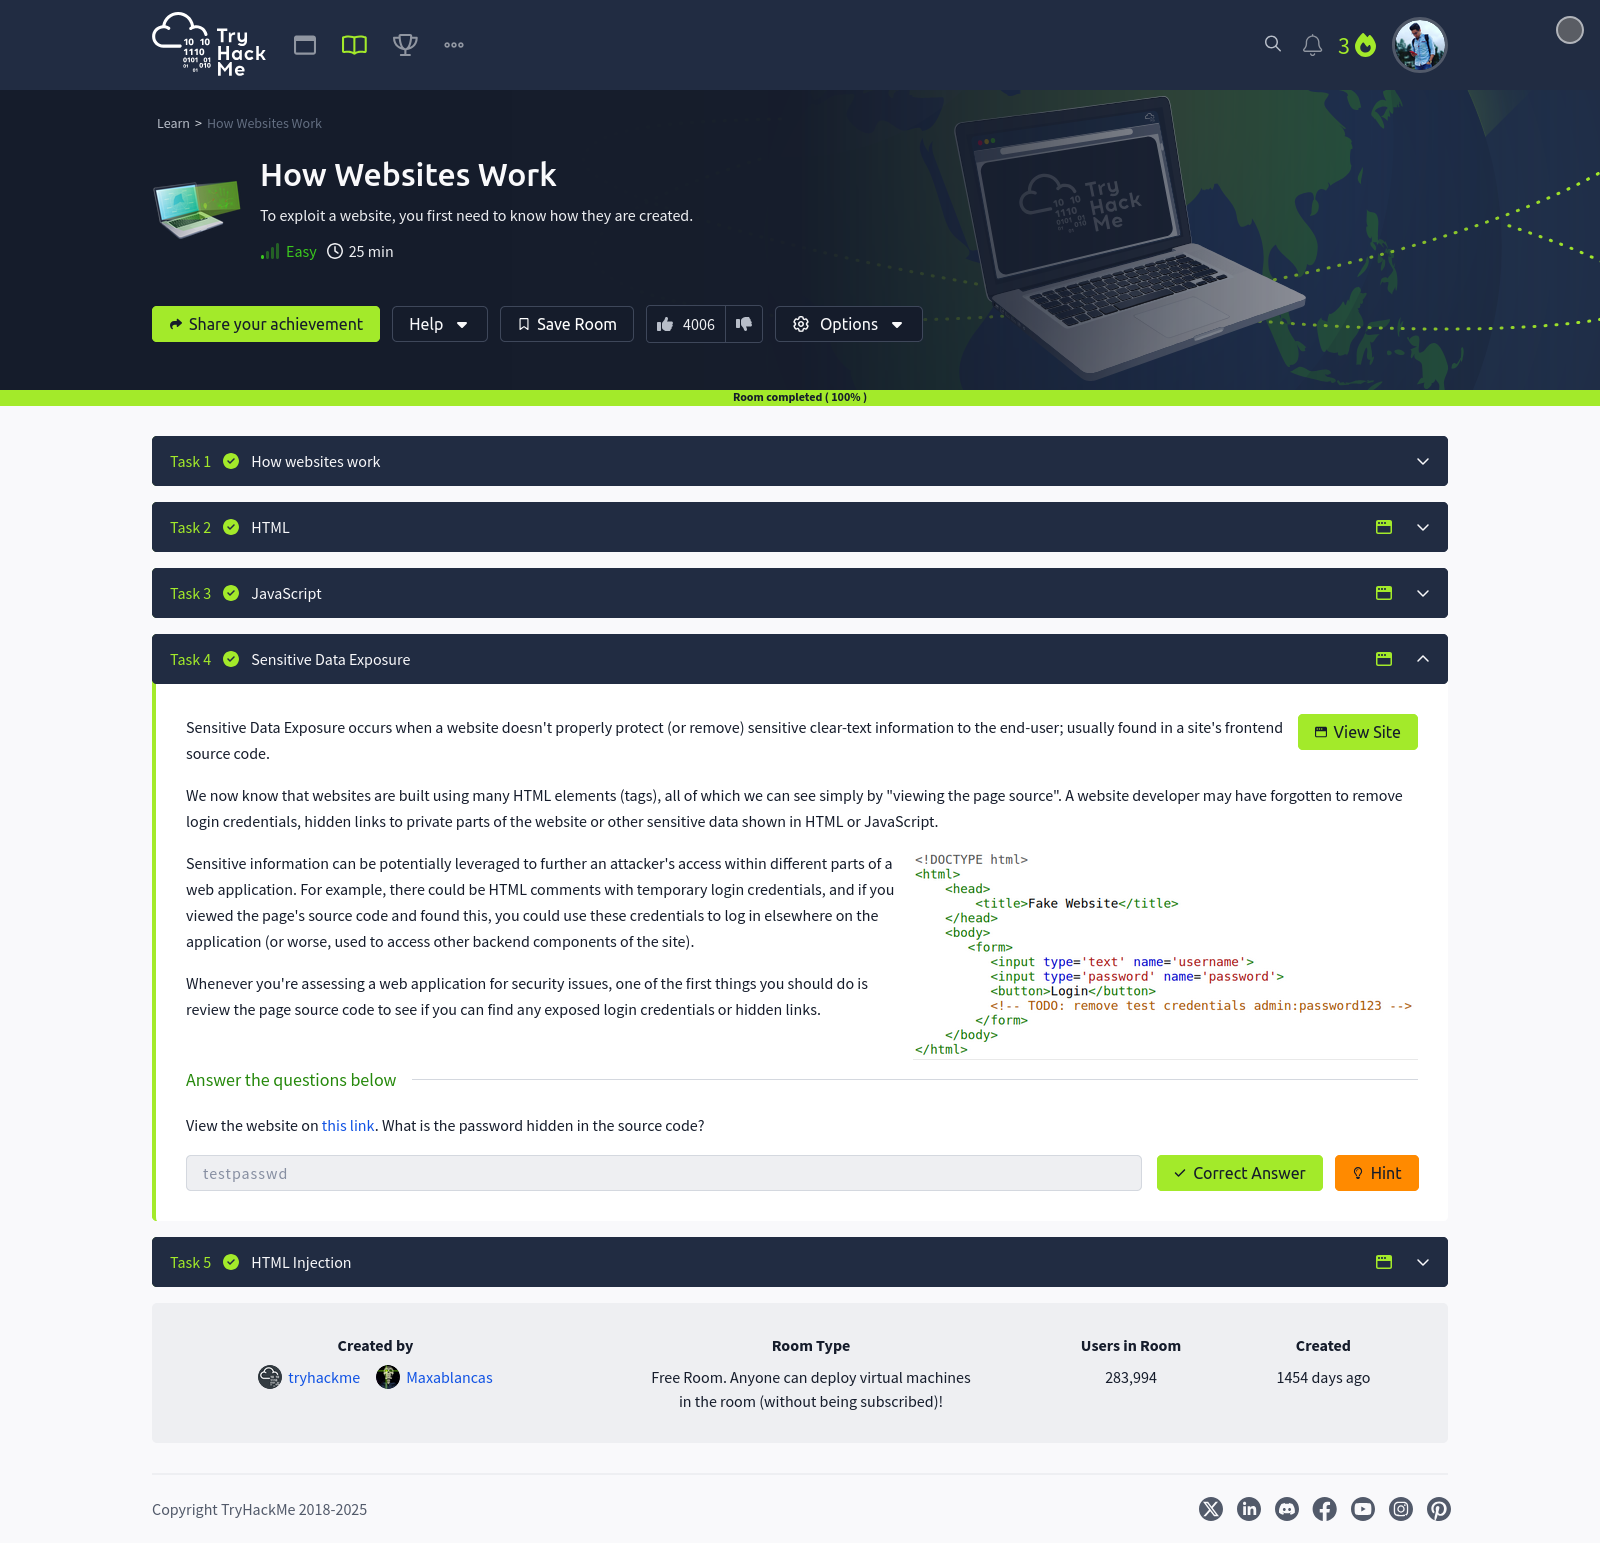 Try
Hack
Me
3
Learn > How Websites Work
How Websites Work
To exploit a website, you first need to know how they are created.
Easy 25 min
Try
Hack
Me
Share your achievement
Help
Save Room
4006
Options
Room completed ( 100% )
Task 1 How websites work
Task 2 HTML
Task 3 JavaScript
Task 4 Sensitive Data Exposure
Sensitive Data Exposure occurs when a website doesn't properly protect (or remove) sensitive clear-text information to the end-user; usually found in a site's frontend
source code.
View Site
We now know that websites are built using many HTML elements (tags), all of which we can see simply by "viewing the page source". A website developer may have forgotten to remove
login credentials, hidden links to private parts of the website or other sensitive data shown in HTML or JavaScript.
Sensitive information can be potentially leveraged to further an attacker's access within different parts of a
web application. For example, there could be HTML comments with temporary login credentials, and if you
viewed the page's source code and found this, you could use these credentials to log in elsewhere on the
application (or worse, used to access other backend components of the site).
Whenever you're assessing a web application for security issues, one of the first things you should do is
review the page source code to see if you can find any exposed login credentials or hidden links.
<!DOCTYPE html>
<html>
    <head>
        <title>Fake Website</title>
    </head>
    <body>
       <form>
          <input type='text' name='username'>
          <input type='password' name='password'>
          <button>Login</button>
          <!-- TODO: remove test credentials admin:password123 -->
        </form>
    </body>
</html>
Answer the questions below
View the website on this link. What is the password hidden in the source code?
testpasswd
Correct Answer
Hint
Task 5 HTML Injection
Created by
tryhackme Maxablancas
Room Type
Free Room. Anyone can deploy virtual machines
in the room (without being subscribed)!
Users in Room
283,994
Created
1454 days ago
Copyright TryHackMe 2018-2025